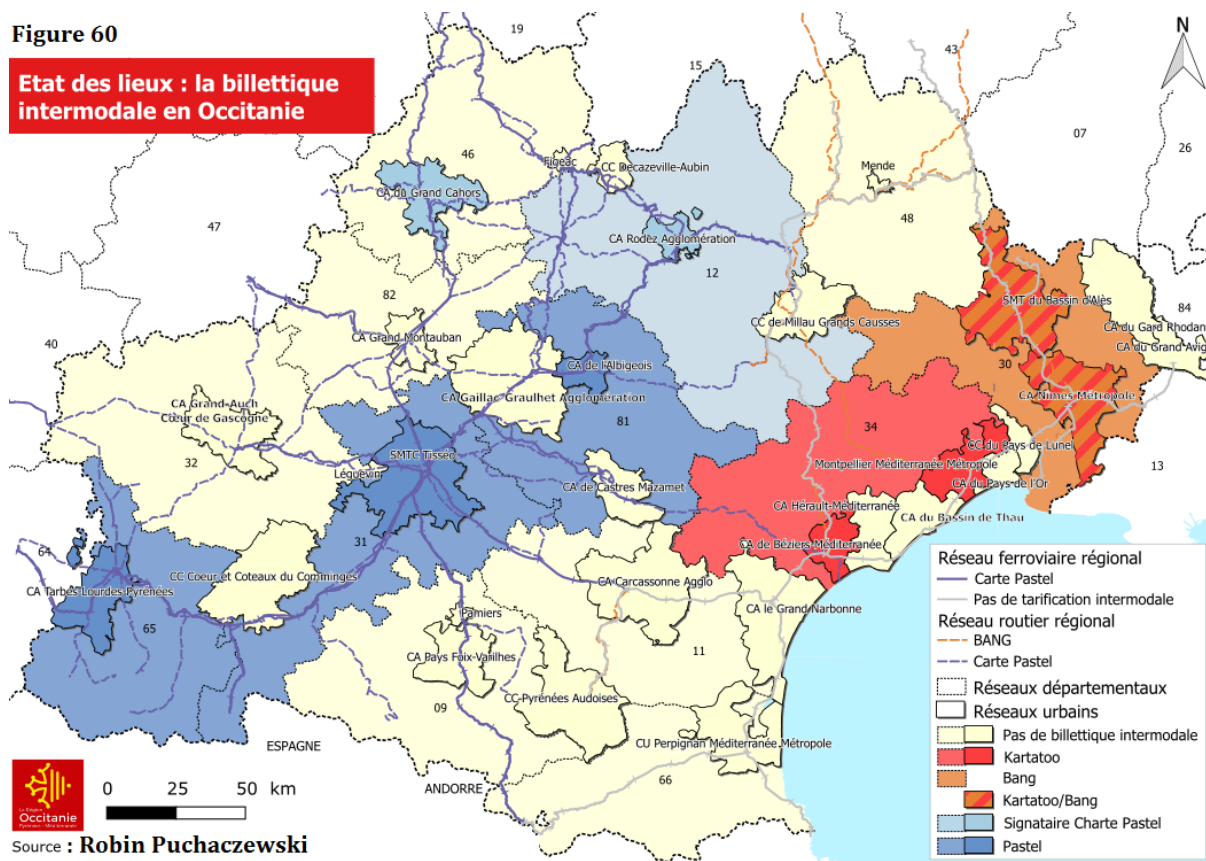 Figure 60
Etat des lieux : la billettique
intermodale en Occitanie
N
19
15
43
07
26
46
Figeac
CC Decazeville-Aubin
Mende
CA du Grand Cahors
48
47
CA Rodez Agglomération
12
82
SMT du Bassin d'Alès
84
CC de Millau Grands Causses
CA du Gard Rhodan
40
CA Grand Montauban
CA du Grand Avig
CA de l'Albigeois
30
CA Nîmes Métropole
CA Gaillac Graulhet Agglomération
CA Grand-Auch
Cœur de Gascogne
81
34
32
CC du Pays de Lunel
SMTC Tisséo
Montpellier Méditerranée Métropole
13
Léguevin
CA de Castres Mazamet
CA du Pays de l'Or
CA Hérault-Méditerranée
CA du Bassin de Thau
31
64
CA de Béziers Méditerranée
CC Coeur et Coteaux du Comminges
CA Carcassonne Agglo
CA Tarbes Lourdes Pyrénées
CA le Grand Narbonne
65
Pamiers
11
CA Pays Foix-Varilhes
09
CC-Pyrénées Audoises
ESPAGNE
CU Perpignan Méditerranée Métropole
ANDORRE
66
Réseau ferroviaire régional
Carte Pastel
Pas de tarification intermodale
Réseau routier régional
BANG
Carte Pastel
Réseaux départementaux
Réseaux urbains
Pas de billettique intermodale
Kartatoo
Bang
Kartatoo/Bang
Signataire Charte Pastel
Pastel
0 25 50 km
La Région
Occitanie
Pyrénées - Méditerranée
Source : Robin Puchaczewski